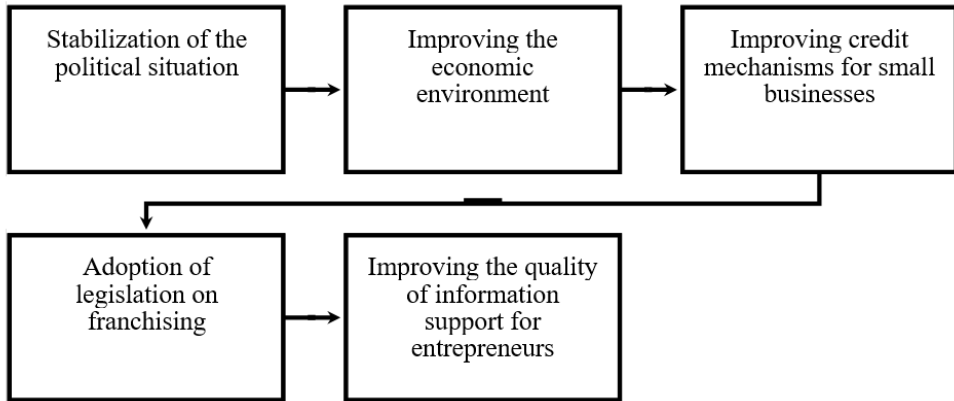 Stabilization of the
political situation
Improving the
economic
environment
Improving credit
mechanisms for small
businesses
Adoption of
legislation on
franchising
Improving the quality
of information
support for
entrepreneurs